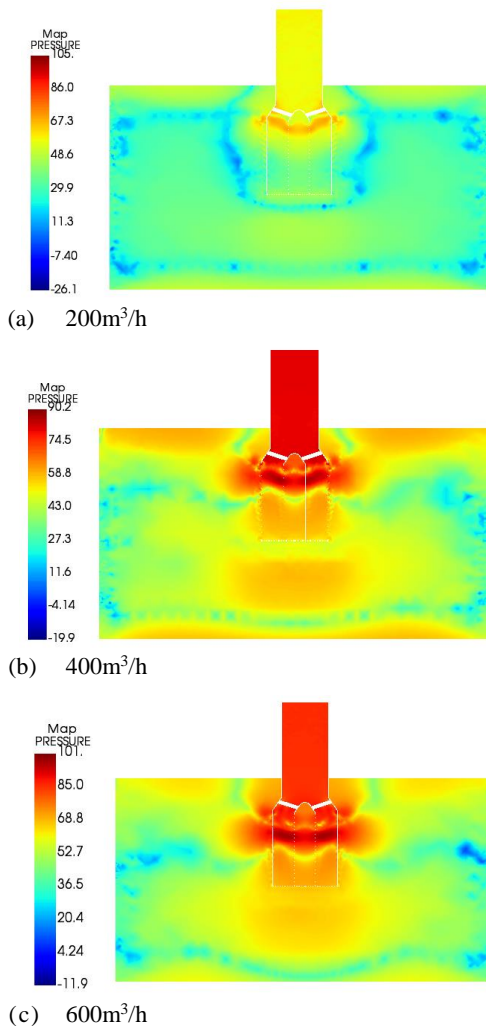 Map
PRESSURE
105.
86.0
67.3
48.6
29.9
11.3
-7.40
-26.1
(a) 200m³/h
Map
PRESSURE
90.2
74.5
58.8
43.0
27.3
11.6
-4.14
-19.9
(b) 400m³/h
Map
PRESSURE
101.
85.0
68.8
52.7
36.5
20.4
4.24
-11.9
(c) 600m³/h